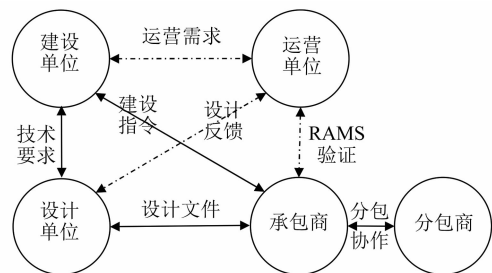 建设
单位
运营需求
运营
单位
建设
指令
设计
反馈
技术
要求
RAMS
验证
设计
单位
设计文件
承包商
分包
协作
分包商